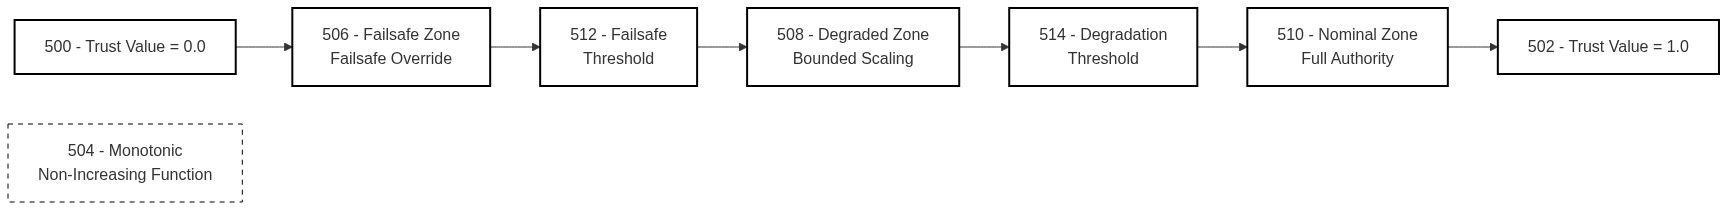 500 - Trust Value = 0.0
506 - Failsafe Zone
Failsafe Override
512 - Failsafe
Threshold
508 - Degraded Zone
Bounded Scaling
514 - Degradation
Threshold
510 - Nominal Zone
Full Authority
502 - Trust Value = 1.0
504 - Monotonic
Non-Increasing Function